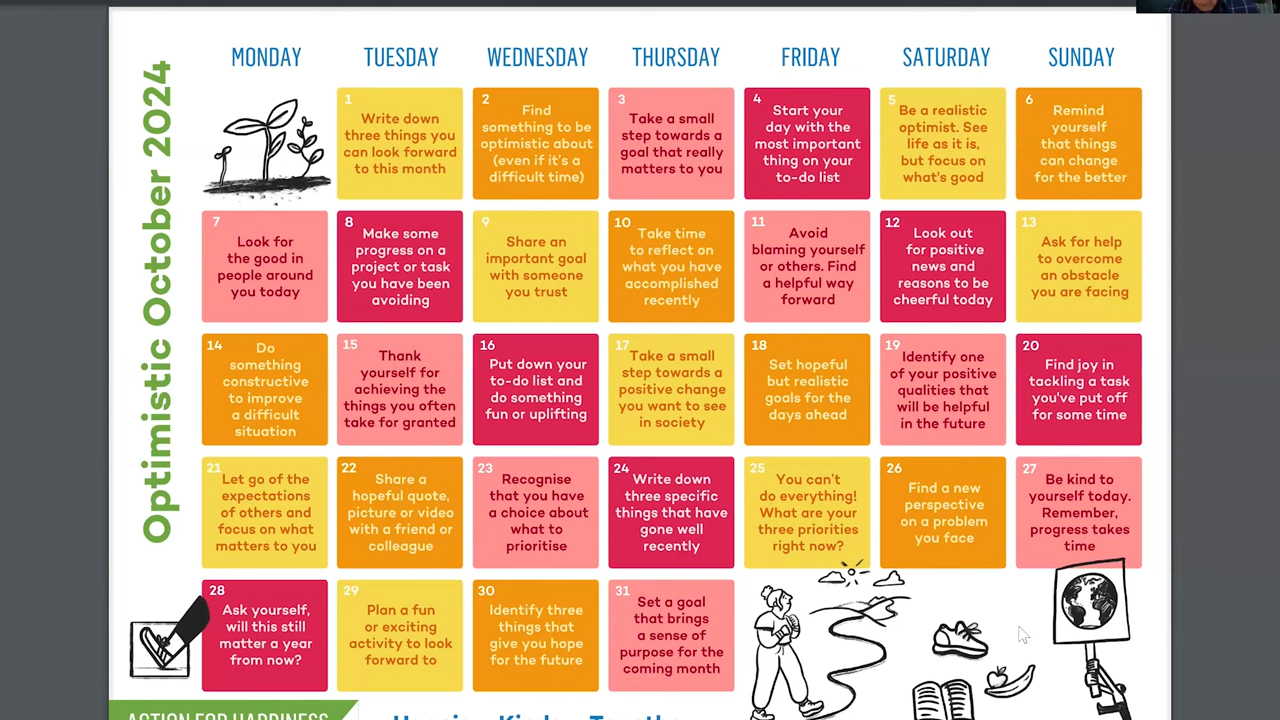 Optimistic October 2024
MONDAY
TUESDAY
WEDNESDAY
THURSDAY
FRIDAY
SATURDAY
SUNDAY
1
Write down
three things you
can look forward
to this month
2
Find
something to be
optimistic about
(even if it's a
difficult time)
3
Take a small
step towards a
goal that really
matters to you
4
Start your
day with the
most important
thing on your
to-do list
5
Be a realistic
optimist. See
life as it is,
but focus on
what's good
6
Remind
yourself
that things
can change
for the better
7
Look for
the good in
people around
you today
8
Make some
progress on a
project or task
you have been
avoiding
9
Share an
important goal
with someone
you trust
10
Take time
to reflect on
what you have
accomplished
recently
11
Avoid
blaming yourself
or others. Find
a helpful way
forward
12
Look out
for positive
news and
reasons to be
cheerful today
13
Ask for help
to overcome
an obstacle
you are facing
14
Do
something
constructive
to improve
a difficult
situation
15
Thank
yourself for
achieving the
things you often
take for granted
16
Put down your
to-do list and
do something
fun or uplifting
17
Take a small
step towards a
positive change
you want to see
in society
18
Set hopeful
but realistic
goals for the
days ahead
19
Identify one
of your positive
qualities that
will be helpful
in the future
20
Find joy in
tackling a task
you've put off
for some time
21
Let go of the
expectations
of others and
focus on what
matters to you
22
Share a
hopeful quote,
picture or video
with a friend or
colleague
23
Recognise
that you have
a choice about
what to
prioritise
24
Write down
three specific
things that have
gone well
recently
25
You can't
do everything!
What are your
three priorities
right now?
26
Find a new
perspective
on a problem
you face
27
Be kind to
yourself today.
Remember,
progress takes
time
28
Ask yourself,
will this still
matter a year
from now?
29
Plan a fun
or exciting
activity to look
forward to
30
Identify three
things that
give you hope
for the future
31
Set a goal
that brings
a sense of
purpose for the
coming month
ACTION FOR HAPPINESS